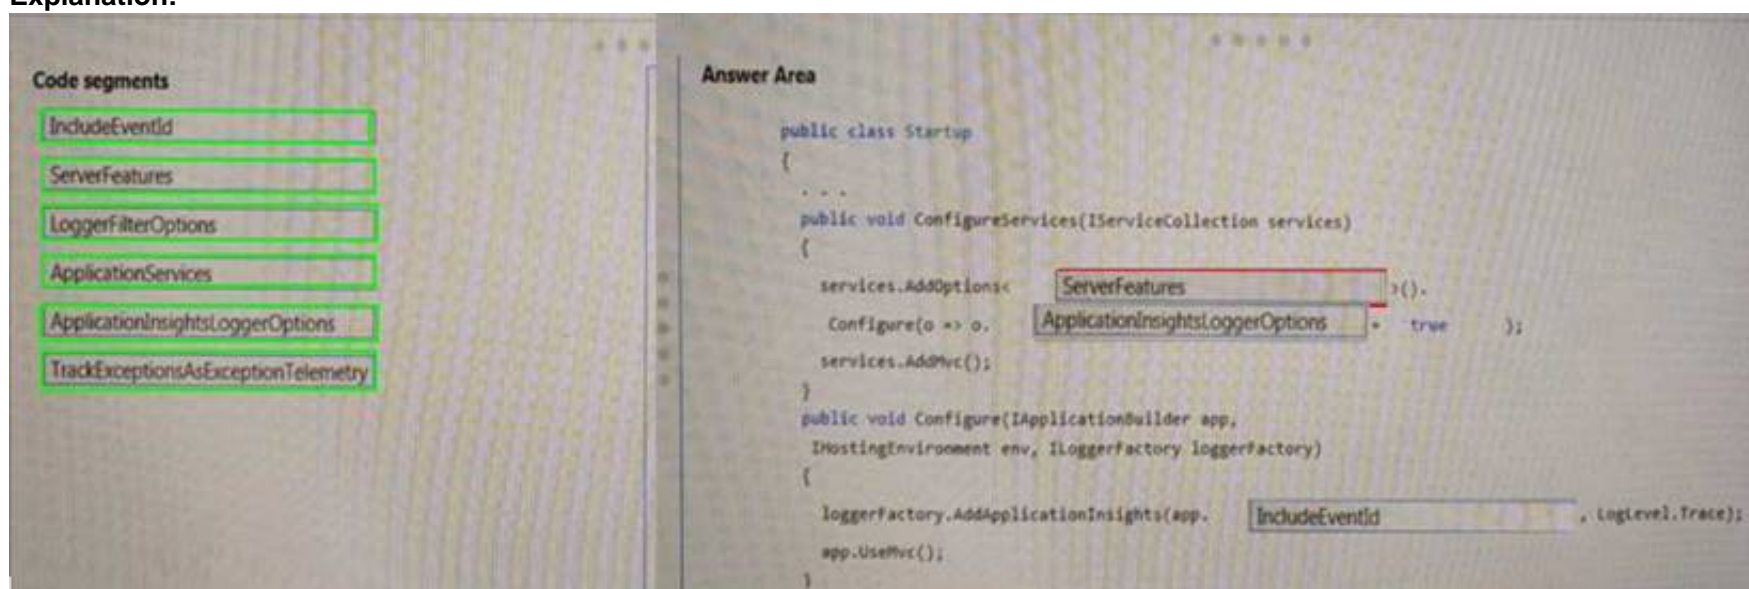 Explanation:
Code segments
IncludeEventId
ServerFeatures
LoggerFilterOptions
ApplicationServices
ApplicationInsightsLoggerOptions
TrackExceptionsAsExceptionTelemetry
Answer Area
public class Startup
{
. . .
public void ConfigureServices(IServiceCollection services)
{
services.AddOptions< ServerFeatures >().
Configure(o => o. ApplicationInsightsLoggerOptions = true );
services.AddMvc();
}
public void Configure(IApplicationBuilder app,
IHostingEnvironment env, ILoggerFactory loggerFactory)
{
loggerFactory.AddApplicationInsights(app. IncludeEventId , LogLevel.Trace);
app.UseMvc();
}